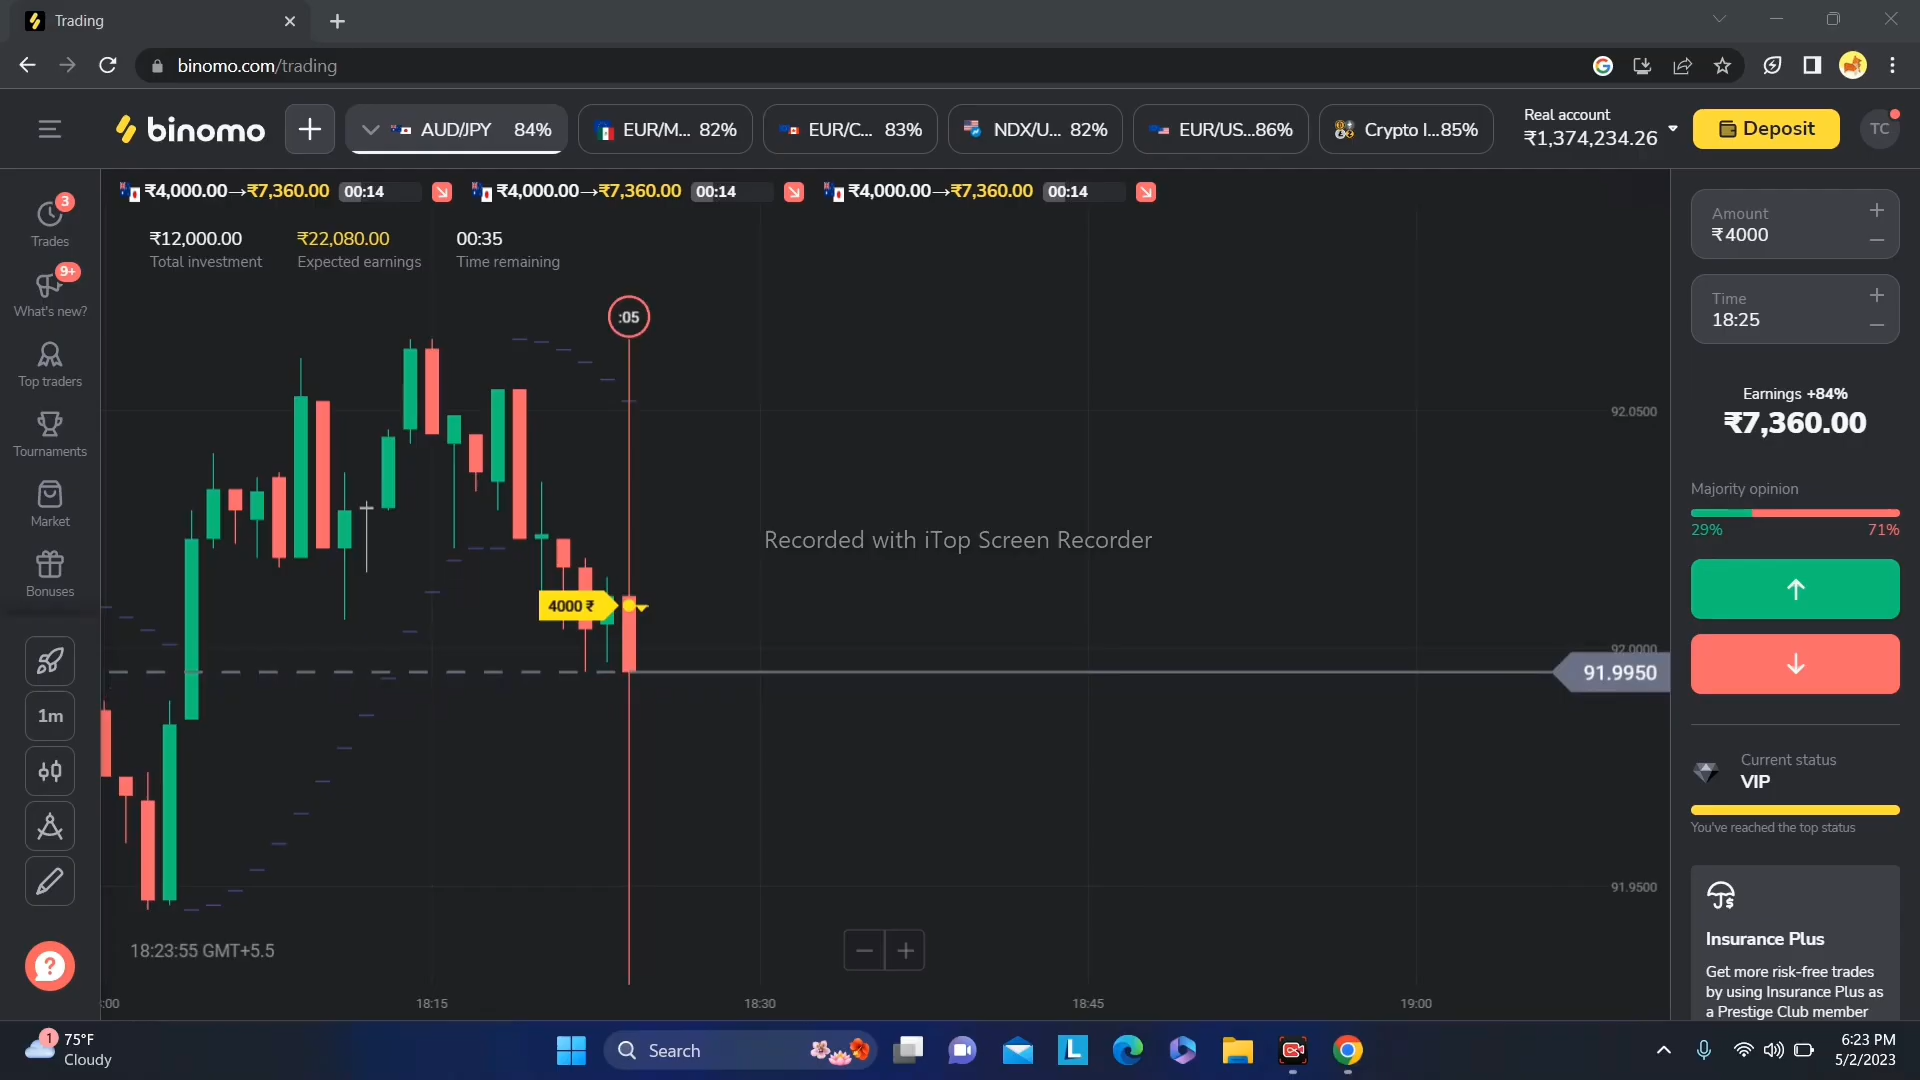 Trading
binomo.com/trading
binomo
AUD/JPY 84%
EUR/M... 82%
EUR/C... 83%
NDX/U... 82%
EUR/US...86%
Crypto I...85%
Real account
₹1,374,234.26
Deposit
TC
₹4,000.00→₹7,360.00 00:14
₹4,000.00→₹7,360.00 00:14
₹4,000.00→₹7,360.00 00:14
₹12,000.00
Total investment
₹22,080.00
Expected earnings
00:35
Time remaining
3
Trades
9+
What's new?
Top traders
Tournaments
Market
Bonuses
1m
?
:05
4000 ₹
Recorded with iTop Screen Recorder
92.0500
92.0000
91.9950
91.9500
18:23:55 GMT+5.5
:00
18:15
18:30
18:45
19:00
Amount
₹4000
Time
18:25
Earnings +84%
₹7,360.00
Majority opinion
29%
71%
Current status
VIP
You've reached the top status
Insurance Plus
Get more risk-free trades
by using Insurance Plus as
a Prestige Club member
1
75°F
Cloudy
Search
L
6:23 PM
5/2/2023